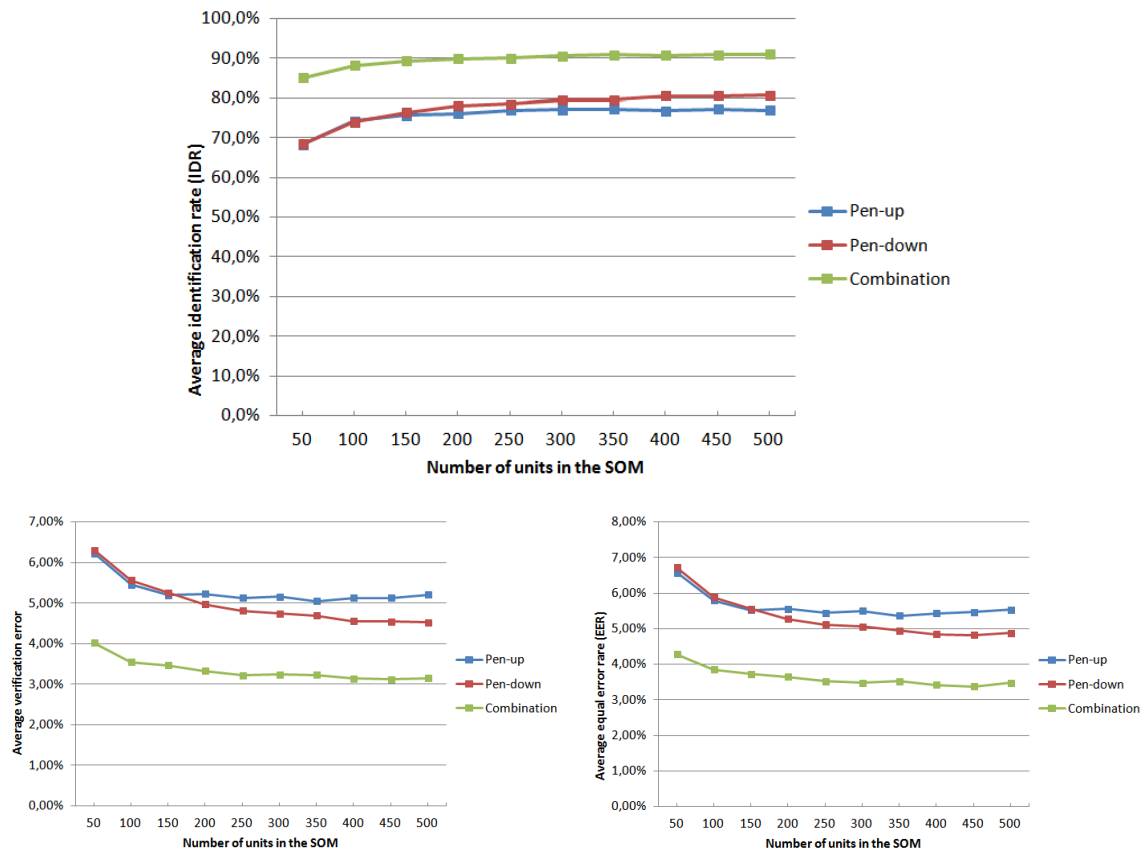 100,0%
90,0%
80,0%
70,0%
60,0%
50,0%
40,0%
30,0%
20,0%
10,0%
0,0%
Average identification rate (IDR)
50 100 150 200 250 300 350 400 450 500
Number of units in the SOM
Pen-up
Pen-down
Combination
7,00%
6,00%
5,00%
4,00%
3,00%
2,00%
1,00%
0,00%
Average verification error
50 100 150 200 250 300 350 400 450 500
Number of units in the SOM
Pen-up
Pen-down
Combination
8,00%
7,00%
6,00%
5,00%
4,00%
3,00%
2,00%
1,00%
0,00%
Average equal error rare (EER)
50 100 150 200 250 300 350 400 450 500
Number of units in the SOM
Pen-up
Pen-down
Combination